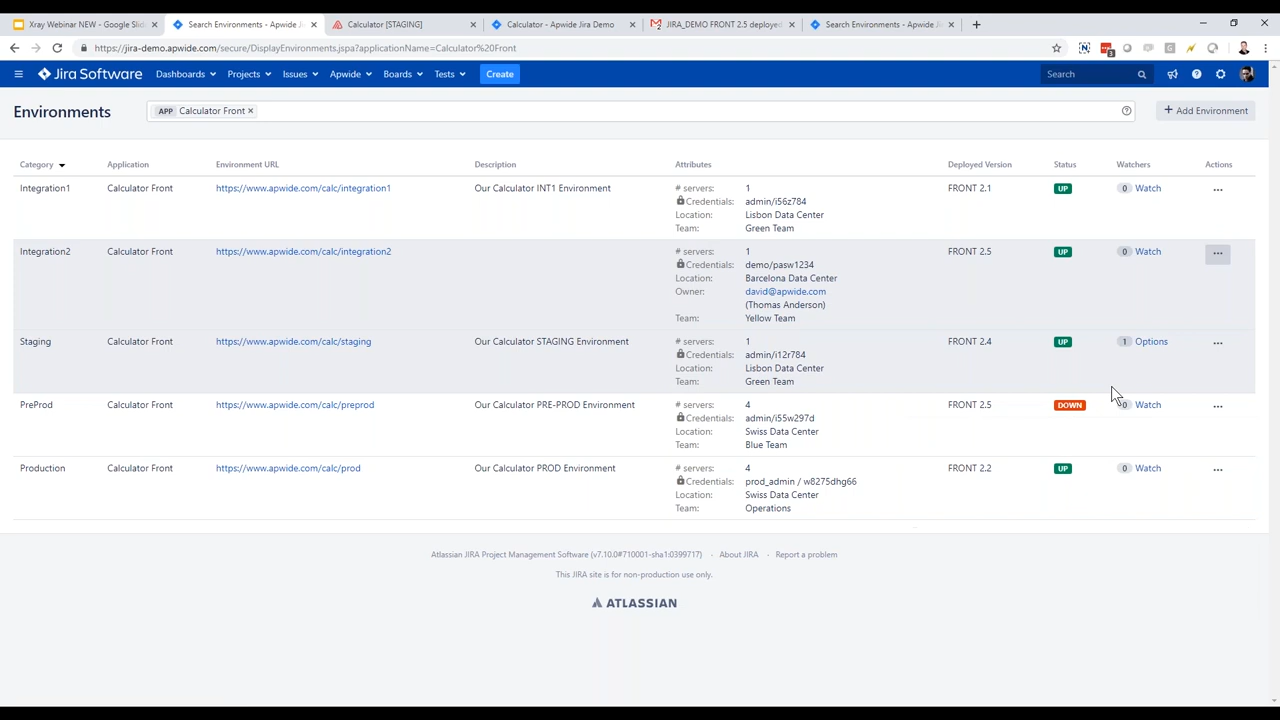 Xray Webinar NEW - Google Slid
Search Environments - Apwide Ji
Calculator [STAGING]
Calculator - Apwide Jira Demo
JIRA_DEMO FRONT 2.5 deployed
Search Environments - Apwide Ji
https://jira-demo.apwide.com/secure/DisplayEnvironments.jspa?applicationName=Calculator%20Front
Jira Software Dashboards Projects Issues Apwide Boards Tests Create Search
Environments APP Calculator Front × + Add Environment
Category Application Environment URL Description Attributes Deployed Version Status Watchers Actions
Integration1 Calculator Front https://www.apwide.com/calc/integration1 Our Calculator INT1 Environment # servers: 1 FRONT 2.1 UP 0 Watch ...
Credentials: admin/i56z784
Location: Lisbon Data Center
Team: Green Team
Integration2 Calculator Front https://www.apwide.com/calc/integration2 # servers: 1 FRONT 2.5 UP 0 Watch ...
Credentials: demo/pasw1234
Location: Barcelona Data Center
Owner: david@apwide.com
(Thomas Anderson)
Team: Yellow Team
Staging Calculator Front https://www.apwide.com/calc/staging Our Calculator STAGING Environment # servers: 1 FRONT 2.4 UP 1 Options ...
Credentials: admin/i12r784
Location: Lisbon Data Center
Team: Green Team
PreProd Calculator Front https://www.apwide.com/calc/preprod Our Calculator PRE-PROD Environment # servers: 4 FRONT 2.5 DOWN 0 Watch ...
Credentials: admin/i55w297d
Location: Swiss Data Center
Team: Blue Team
Production Calculator Front https://www.apwide.com/calc/prod Our Calculator PROD Environment # servers: 4 FRONT 2.2 UP 0 Watch ...
Credentials: prod_admin / w8275dhg66
Location: Swiss Data Center
Team: Operations
Atlassian JIRA Project Management Software (v7.10.0#710001-sha1:0399717) · About JIRA · Report a problem
This JIRA site is for non-production use only.
ATLASSIAN